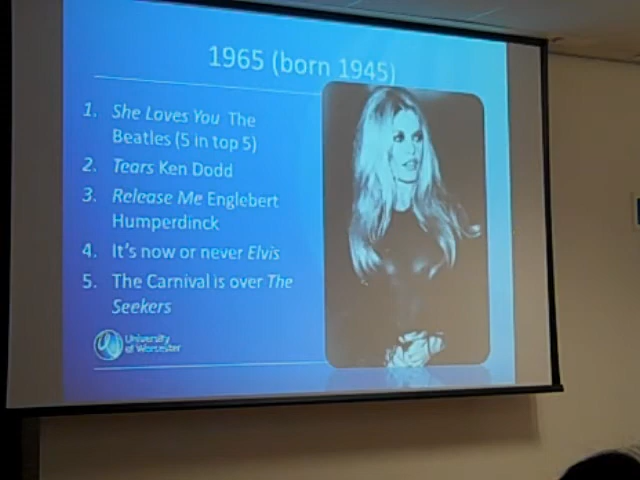 1965 (born 1945)
1. She Loves You The
Beatles (5 in top 5)
2. Tears Ken Dodd
3. Release Me Englebert
Humperdinck
4. It's now or never Elvis
5. The Carnival is over The
Seekers
University
of Worcester